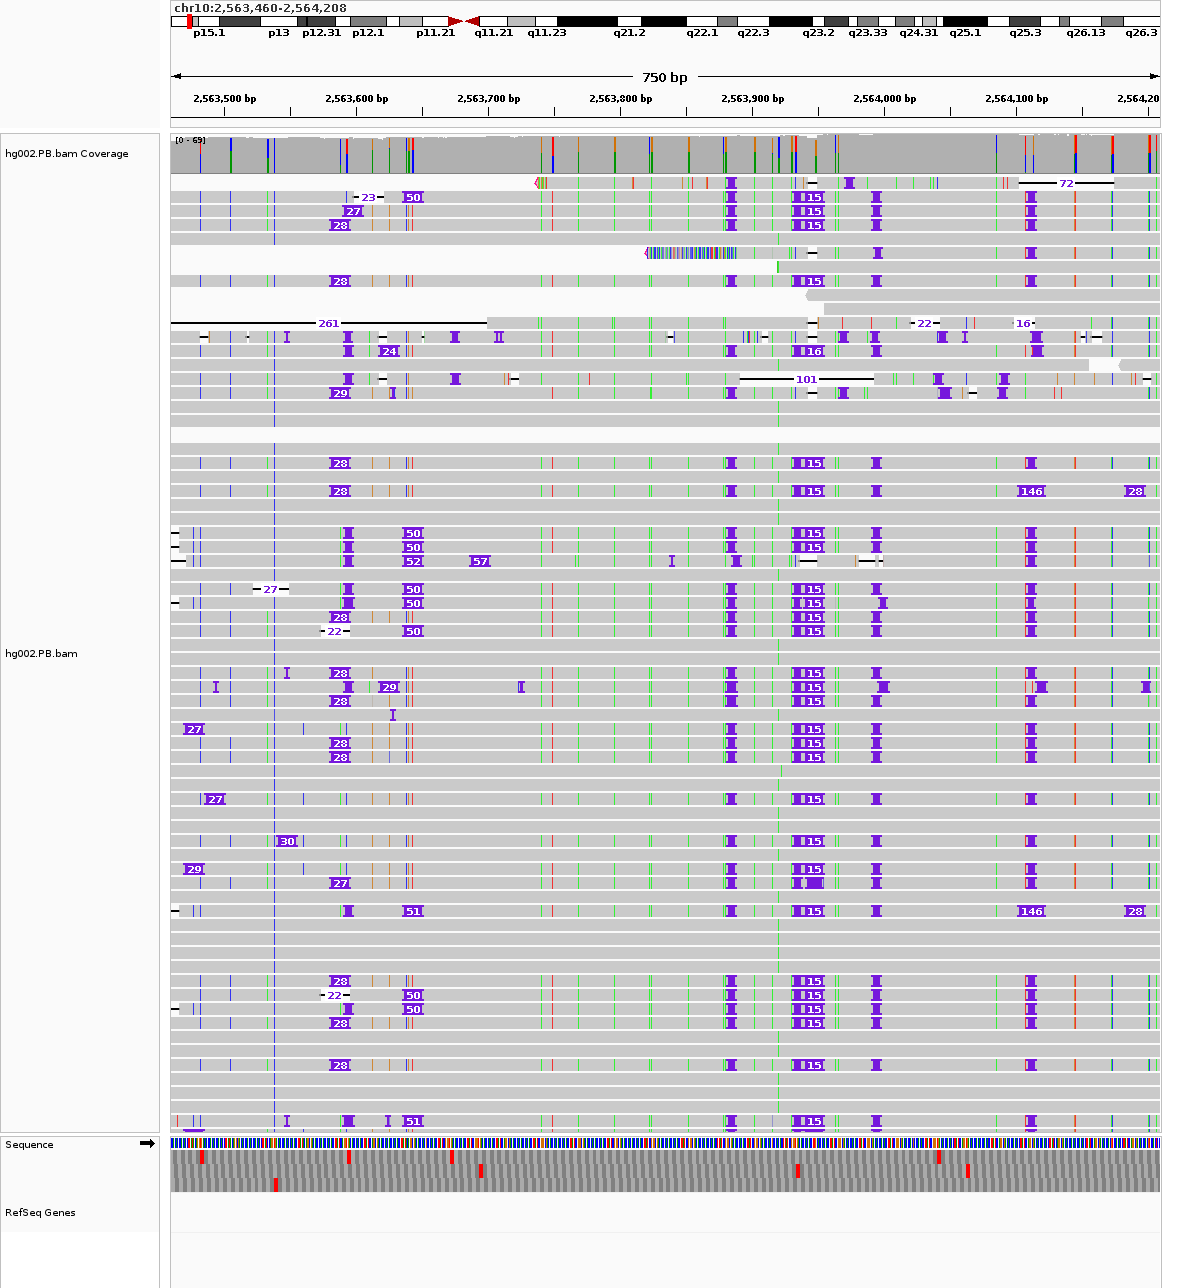 chr10:2,563,460-2,564,208
p15.1 p13 p12.31 p12.1 p11.21 q11.21 q11.23 q21.2 q22.1 q22.3 q23.2 q23.33 q24.31 q25.1 q25.3 q26.13 q26.3
750 bp
2,563,500 bp 2,563,600 bp 2,563,700 bp 2,563,800 bp 2,563,900 bp 2,564,000 bp 2,564,100 bp 2,564,20
[0 - 69]
hg002.PB.bam Coverage
72
23 50 15
27 15
28 15
28 15
261 22 16
24 16
101
29
28 15
28 15 146 28
50 15
50 15
52 57
27 50 15
50 15
28 15
22 50 15
hg002.PB.bam
28 15
29 15
28 15
27 15
28 15
28 15
27 15
30 15
29 15
27
51 15 146 28
28 15
22 50 15
50 15
28 15
28 15
51 15
Sequence
RefSeq Genes